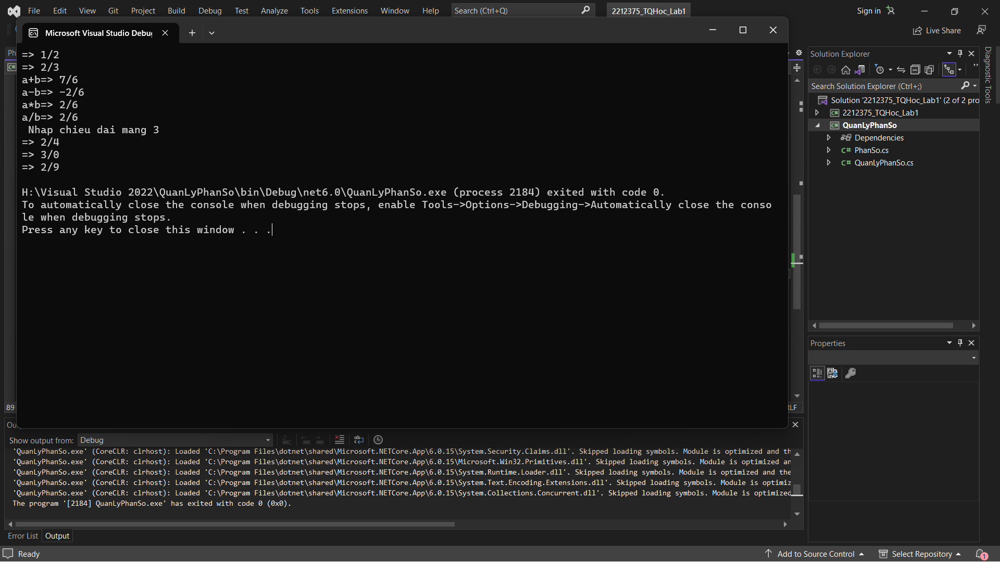 File Edit View Git Project Build Debug Test Analyze Tools Extensions Window Help Search (Ctrl+Q) 2212375_TQHoc_Lab1 Sign in
Live Share
Microsoft Visual Studio Debu
Ph
=> 1/2
=> 2/3
a+b=> 7/6
a-b=> -2/6
a*b=> 2/6
a/b=> 2/6
Nhap chieu dai mang 3
=> 2/4
=> 3/0
=> 2/9
H:\Visual Studio 2022\QuanLyPhanSo\bin\Debug\net6.0\QuanLyPhanSo.exe (process 2184) exited with code 0.
To automatically close the console when debugging stops, enable Tools->Options->Debugging->Automatically close the conso
le when debugging stops.
Press any key to close this window . . .
Solution Explorer
Search Solution Explorer (Ctrl+;)
Solution '2212375_TQHoc_Lab1' (2 of 2 pro
C# 2212375_TQHoc_Lab1
C# QuanLyPhanSo
Dependencies
C# PhanSo.cs
C# QuanLyPhanSo.cs
Diagnostic Tools
Properties
89
LF
Ou
Show output from: Debug
'QuanLyPhanSo.exe' (CoreCLR: clrhost): Loaded 'C:\Program Files\dotnet\shared\Microsoft.NETCore.App\6.0.15\System.Security.Claims.dll'. Skipped loading symbols. Module is optimized and th
'QuanLyPhanSo.exe' (CoreCLR: clrhost): Loaded 'C:\Program Files\dotnet\shared\Microsoft.NETCore.App\6.0.15\Microsoft.Win32.Primitives.dll'. Skipped loading symbols. Module is optimized an
'QuanLyPhanSo.exe' (CoreCLR: clrhost): Loaded 'C:\Program Files\dotnet\shared\Microsoft.NETCore.App\6.0.15\System.Runtime.Loader.dll'. Skipped loading symbols. Module is optimized and the
'QuanLyPhanSo.exe' (CoreCLR: clrhost): Loaded 'C:\Program Files\dotnet\shared\Microsoft.NETCore.App\6.0.15\System.Text.Encoding.Extensions.dll'. Skipped loading symbols. Module is optimiz
'QuanLyPhanSo.exe' (CoreCLR: clrhost): Loaded 'C:\Program Files\dotnet\shared\Microsoft.NETCore.App\6.0.15\System.Collections.Concurrent.dll'. Skipped loading symbols. Module is optimized
The program '[2184] QuanLyPhanSo.exe' has exited with code 0 (0x0).
Error List Output
Ready Add to Source Control Select Repository 1